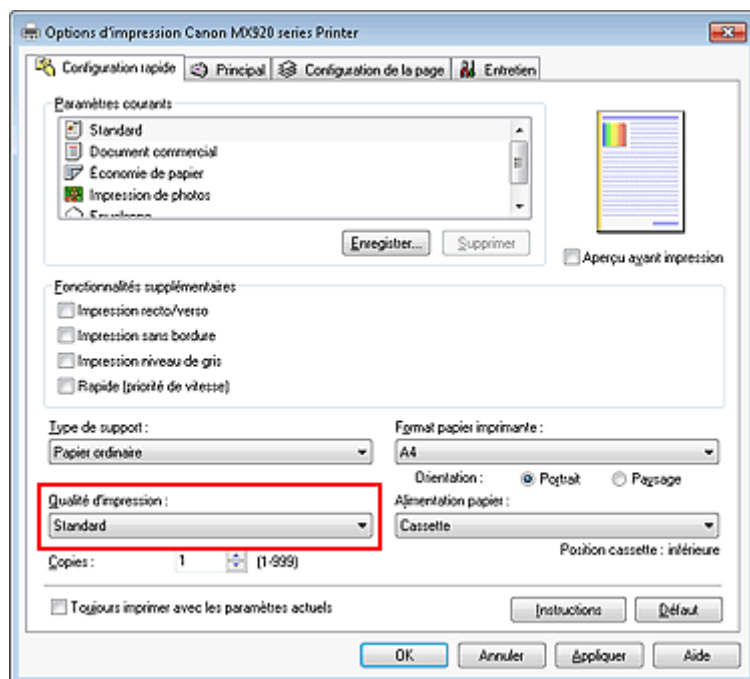 Options d'impression Canon MX920 series Printer
Configuration rapide Principal Configuration de la page Entretien
Paramètres courants
Standard
Document commercial
Économie de papier
Impression de photos
Enveloppe
Enregistrer... Supprimer
Aperçu avant impression
Fonctionnalités supplémentaires
Impression recto/verso
Impression sans bordure
Impression niveau de gris
Rapide (priorité de vitesse)
Type de support :
Papier ordinaire
Format papier imprimante :
A4
Orientation : Portrait Paysage
Qualité d'impression :
Standard
Alimentation papier :
Cassette
Position cassette : inférieure
Copies : 1 (1-999)
Toujours imprimer avec les paramètres actuels
Instructions Défaut
OK Annuler Appliquer Aide